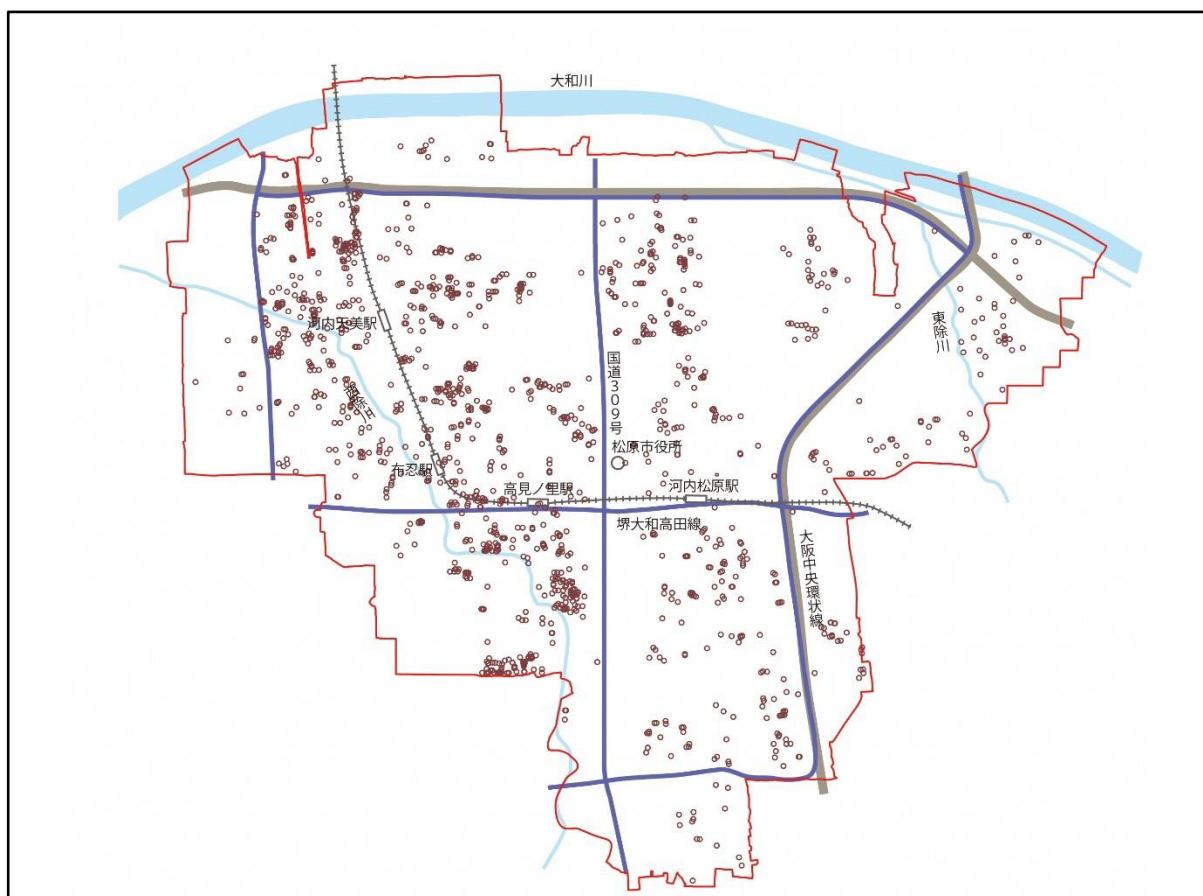 大和川
河内天美駅
東除川
国道309号
西除川
松原市役所
布忍駅
高見ノ里駅
河内松原駅
堺大和高田線
大阪中央環状線